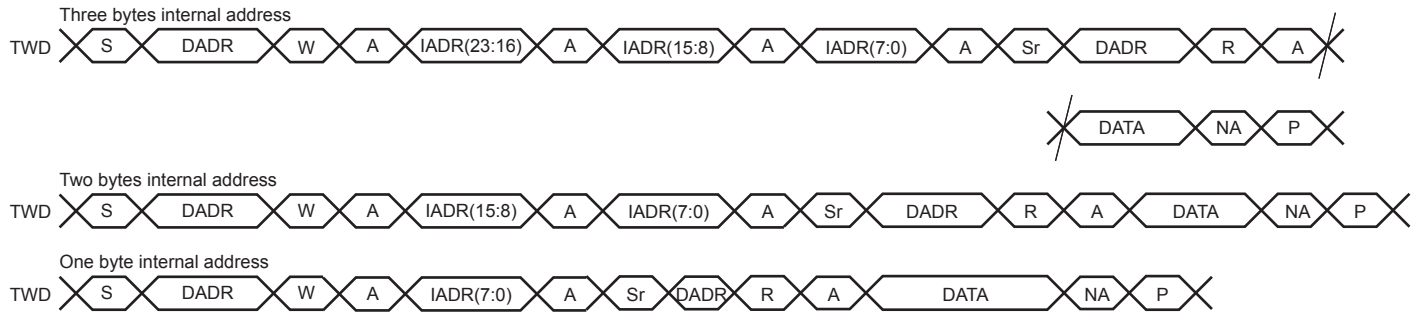 Three bytes internal address
TWD S DADR W A IADR(23:16) A IADR(15:8) A IADR(7:0) A Sr DADR R A
DATA NA P
Two bytes internal address
TWD S DADR W A IADR(15:8) A IADR(7:0) A Sr DADR R A DATA NA P
One byte internal address
TWD S DADR W A IADR(7:0) A Sr DADR R A DATA NA P